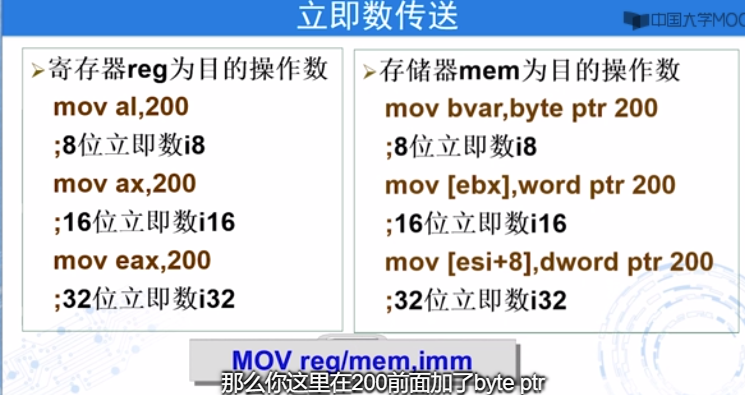 立即数传送
中国大学MOO
寄存器reg为目的操作数
mov al,200
;8位立即数i8
mov ax,200
;16位立即数i16
mov eax,200
;32位立即数i32
存储器mem为目的操作数
mov bvar,byte ptr 200
;8位立即数i8
mov [ebx],word ptr 200
;16位立即数i16
mov [esi+8],dword ptr 200
;32位立即数i32
MOV reg/mem,imm
那么你这里在200前面加了byte ptr